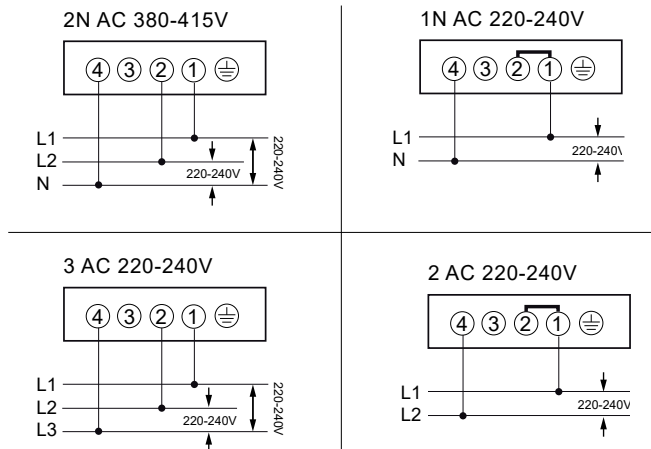 2N AC 380-415V
4 3 2 1
L1
L2
N
220-240V
220-240V
1N AC 220-240V
4 3 2 1
L1
N
220-240V
3 AC 220-240V
4 3 2 1
L1
L2
L3
220-240V
220-240V
2 AC 220-240V
4 3 2 1
L1
L2
220-240V